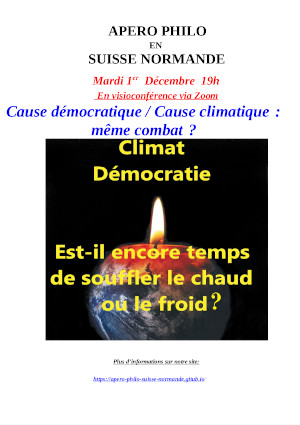 APERO PHILO
EN
SUISSE NORMANDE
Mardi 1er Décembre 19h
En visioconférence via Zoom
Cause démocratique / Cause climatique :
même combat ?
Climat
Démocratie
Est-il encore temps
de souffler le chaud
ou le froid?
Plus d'informations sur notre site:
https://apero-philo-suisse-normande.gtiub.io/